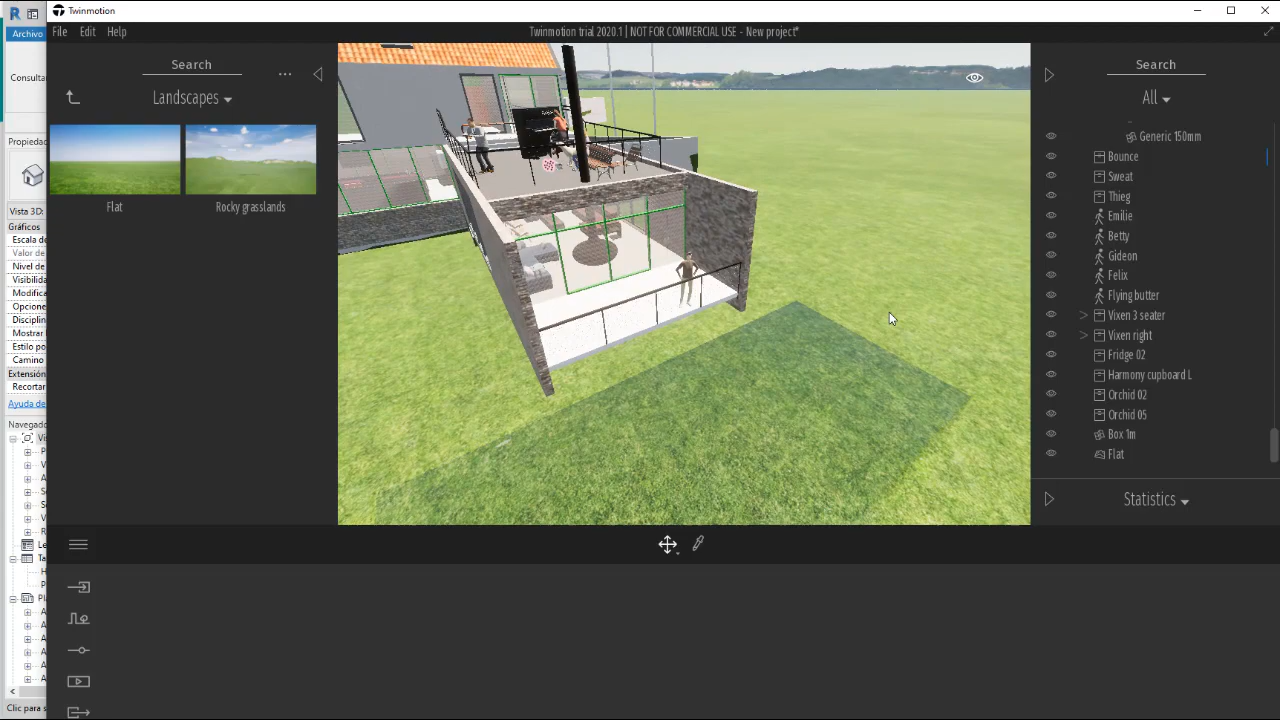 Twinmotion
File Edit Help
Twinmotion trial 2020.1 | NOT FOR COMMERCIAL USE - New project*
Archivo
Consulta
Propiedad
Vista 3D:
Gráficos
Escala de
Valor de
Nivel de
Visibilida
Modifica
Opcione
Disciplin
Mostrar
Estilo po
Camino
Extensión
Recortar
Ayuda de
Navegado
Clic para s
Search
Landscapes
Flat
Rocky grasslands
Search
All
Generic 150mm
Bounce
Sweat
Thieg
Emilie
Betty
Gideon
Felix
Flying butter
Vixen 3 seater
Vixen right
Fridge 02
Harmony cupboard L
Orchid 02
Orchid 05
Box 1m
Flat
Statistics